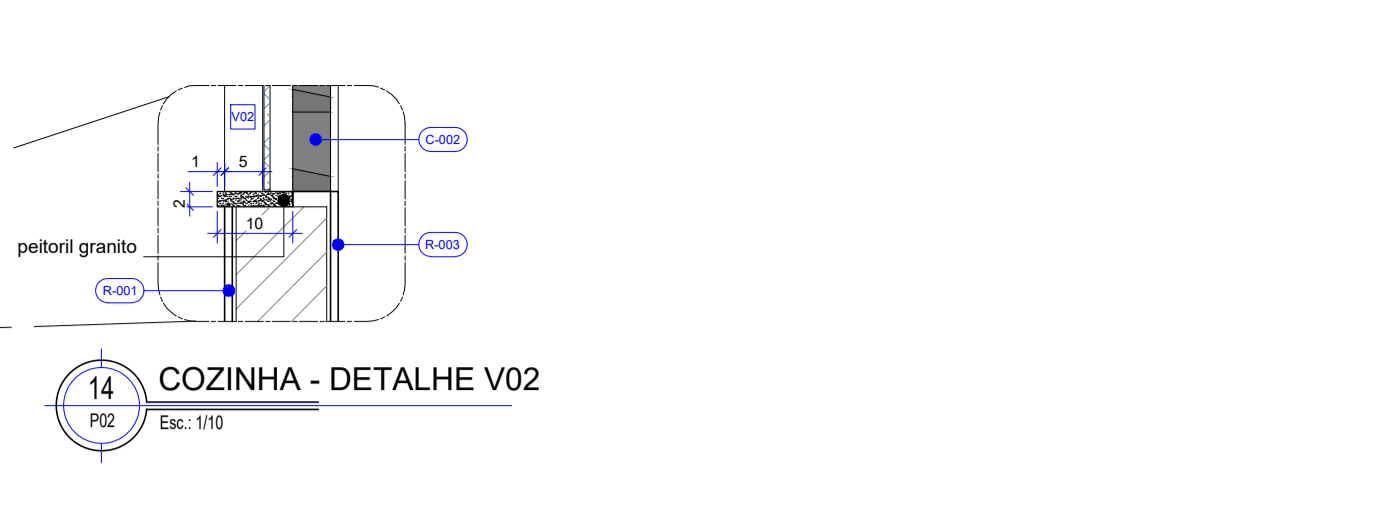 V02
C-002
1
5
2
10
peitoril granito
R-003
R-001
14
P02
COZINHA - DETALHE V02
Esc.: 1/10